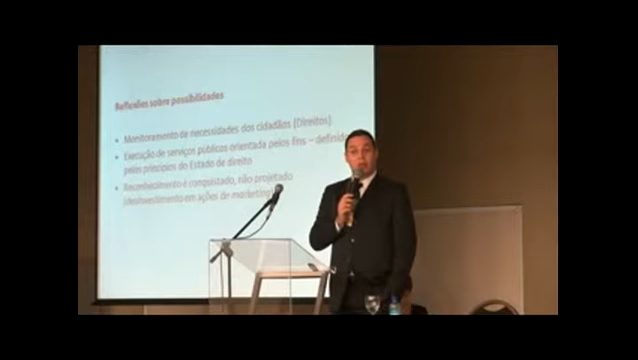 Reflexões sobre possibilidades
• Monitoramento de necessidades dos cidadãos (Direitos)
• Execução de serviços públicos orientada pelos fins – definidos
pelos princípios do Estado de direito
• Reconhecimento é conquistado, não projetado
(desinvestimento em ações de marketing)